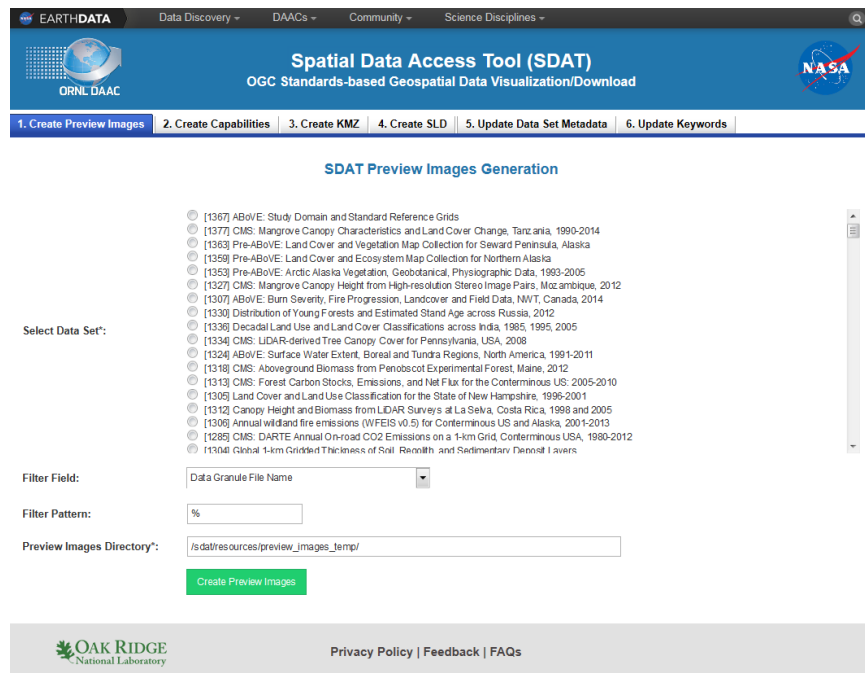 NASA EARTHDATA Data Discovery DAACs Community Science Disciplines
ORNL DAAC
Spatial Data Access Tool (SDAT)
OGC Standards-based Geospatial Data Visualization/Download
NASA
1. Create Preview Images 2. Create Capabilities 3. Create KMZ 4. Create SLD 5. Update Data Set Metadata 6. Update Keywords
SDAT Preview Images Generation
Select Data Set*:
[1367] ABoVE: Study Domain and Standard Reference Grids
[1377] CMS: Mangrove Canopy Characteristics and Land Cover Change, Tanzania, 1990-2014
[1363] Pre-ABoVE: Land Cover and Vegetation Map Collection for Seward Peninsula, Alaska
[1359] Pre-ABoVE: Land Cover and Ecosystem Map Collection for Northern Alaska
[1353] Pre-ABoVE: Arctic Alaska Vegetation, Geobotanical, Physiographic Data, 1993-2005
[1327] CMS: Mangrove Canopy Height from High-resolution Stereo Image Pairs, Mozambique, 2012
[1307] ABoVE: Burn Severity, Fire Progression, Landcover and Field Data, NWT, Canada, 2014
[1330] Distribution of Young Forests and Estimated Stand Age across Russia, 2012
[1336] Decadal Land Use and Land Cover Classifications across India, 1985, 1995, 2005
[1334] CMS: LiDAR-derived Tree Canopy Cover for Pennsylvania, USA, 2008
[1324] ABoVE: Surface Water Extent, Boreal and Tundra Regions, North America, 1991-2011
[1318] CMS: Aboveground Biomass from Penobscot Experimental Forest, Maine, 2012
[1313] CMS: Forest Carbon Stocks, Emissions, and Net Flux for the Conterminous US: 2005-2010
[1305] Land Cover and Land Use Classification for the State of New Hampshire, 1996-2001
[1312] Canopy Height and Biomass from LiDAR Surveys at La Selva, Costa Rica, 1998 and 2005
[1306] Annual wildland fire emissions (WFEIS v0.5) for Conterminous US and Alaska, 2001-2013
[1285] CMS: DARTE Annual On-road CO2 Emissions on a 1-km Grid, Conterminous USA, 1980-2012
[1304] Global 1-km Gridded Thickness of Soil, Regolith, and Sedimentary Deposit Layers
Filter Field: Data Granule File Name
Filter Pattern: %
Preview Images Directory*: /sdat/resources/preview_images_temp/
Create Preview Images
OAK RIDGE
National Laboratory
Privacy Policy | Feedback | FAQs